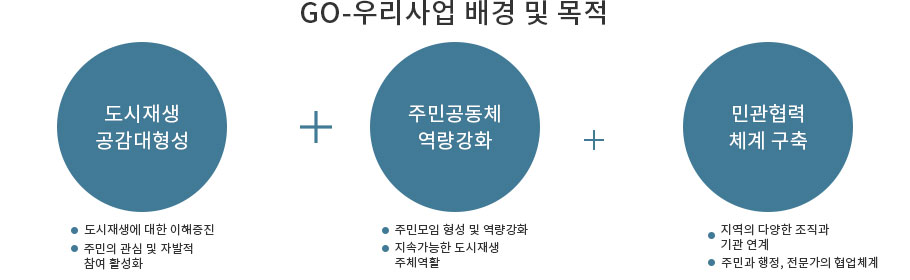 GO-우리사업 배경 및 목적
도시재생
공감대형성
주민공동체
역량강화
민관협력
체계 구축
도시재생에 대한 이해증진
주민의 관심 및 자발적
참여 활성화
주민모임 형성 및 역량강화
지속가능한 도시재생
주체역활
지역의 다양한 조직과
기관 연계
주민과 행정, 전문가의 협업체계